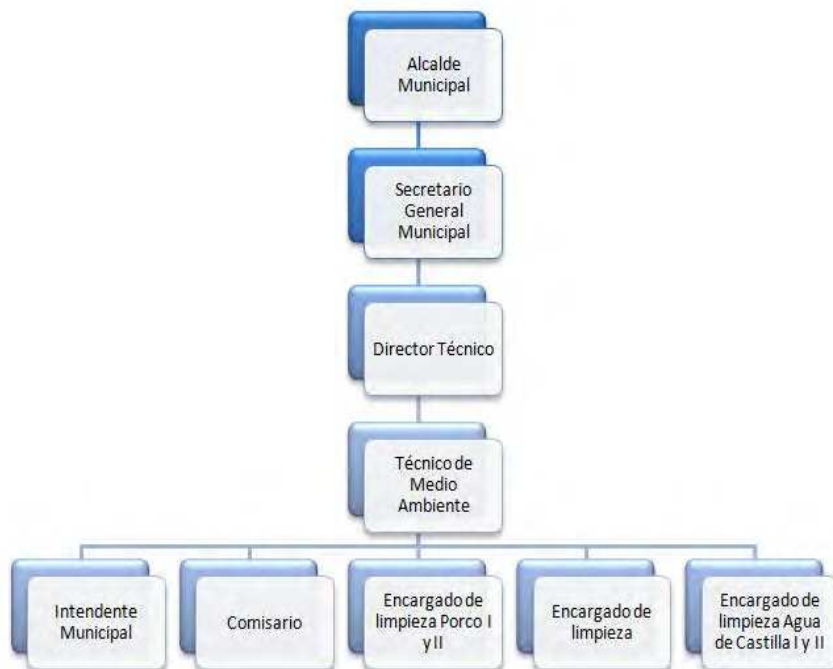 Alcalde
Municipal
Secretario
General
Municipal
Director Técnico
Técnico de
Medio
Ambiente
Intendente
Municipal
Comisario
Encargado de
limpieza Porco I
y II
Encargado de
limpieza
Encargado de
limpieza Agua
de Castilla I y II